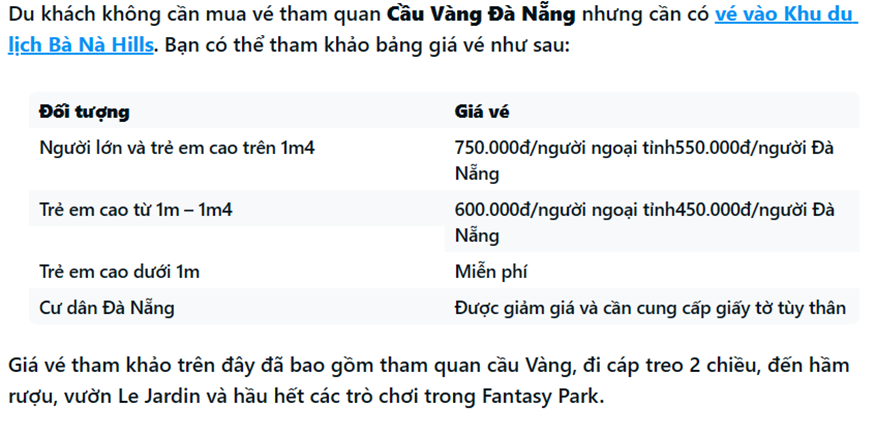 Du khách không cần mua vé tham quan Cầu Vàng Đà Nẵng nhưng cần có vé vào Khu du
lịch Bà Nà Hills. Bạn có thể tham khảo bảng giá vé như sau:
Đối tượng Giá vé
Người lớn và trẻ em cao trên 1m4 750.000đ/người ngoại tỉnh550.000đ/người Đà
Nẵng
Trẻ em cao từ 1m – 1m4 600.000đ/người ngoại tỉnh450.000đ/người Đà
Nẵng
Trẻ em cao dưới 1m Miễn phí
Cư dân Đà Nẵng Được giảm giá và cần cung cấp giấy tờ tùy thân
Giá vé tham khảo trên đây đã bao gồm tham quan cầu Vàng, đi cáp treo 2 chiều, đến hầm
rượu, vườn Le Jardin và hầu hết các trò chơi trong Fantasy Park.